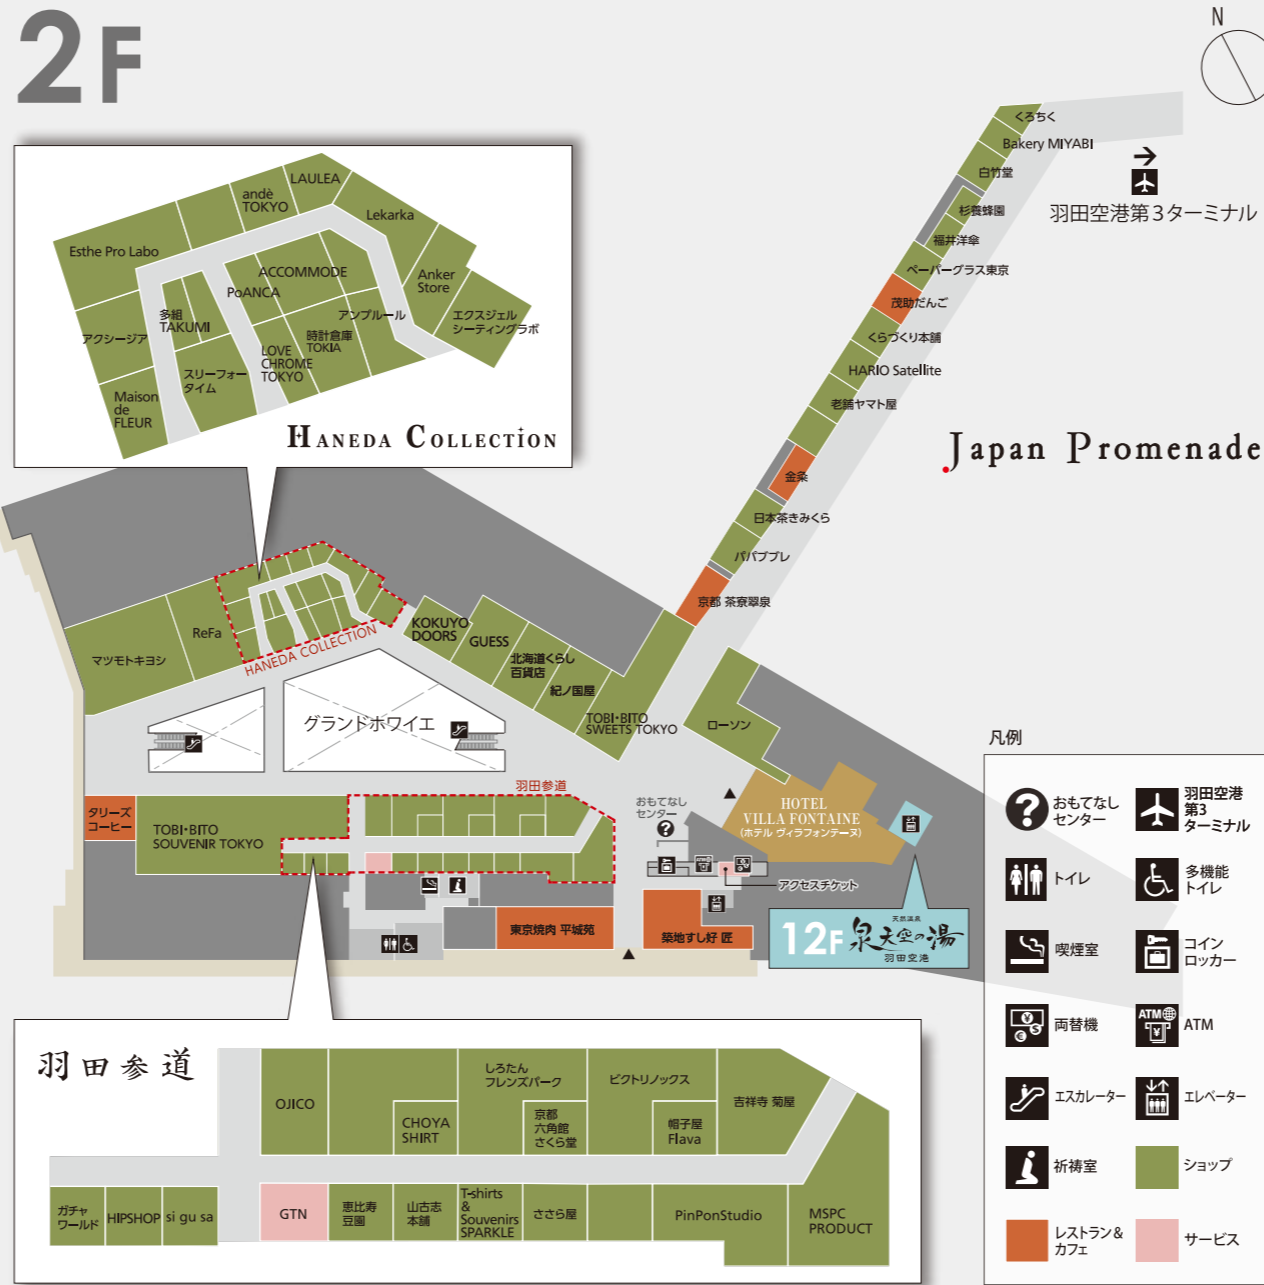 2F
N
くろちく
Bakery MIYABI
白竹堂
杉養蜂園
福井洋傘
ペーパーグラス東京
茂助だんご
くらづくり本舗
HARIO Satellite
老舗ヤマト屋
金粂
日本茶きみくら
パパブブレ
京都 茶寮翠泉
→
羽田空港第3ターミナル
Japan Promenade
LAULEA
andè
TOKYO
Lekarka
Esthe Pro Labo
ACCOMMODE
PoANCA
Anker
Store
エクスジェル
シーティングラボ
アンプルール
多組
TAKUMI
アクシージア
時計倉庫
TOKIA
LOVE
CHROME
TOKYO
スリーフォー
タイム
Maison
de
FLEUR
HANEDA COLLECTION
マツモトキヨシ
ReFa
HANEDA COLLECTION
KOKUYO
DOORS
GUESS
北海道くらし
百貨店
紀ノ国屋
TOBI・BITO
SWEETS TOKYO
ローソン
グランドホワイエ
羽田参道
タリーズ
コーヒー
TOBI・BITO
SOUVENIR TOKYO
おもてなし
センター
?
HOTEL
VILLA FONTAINE
(ホテル ヴィラフォンテーヌ)
アクセスチケット
東京焼肉 平城苑
築地すし好 匠
12F
天然温泉
泉天空の湯
羽田空港
羽田参道
OJICO
CHOYA
SHIRT
しろたん
フレンズパーク
京都
六角館
さくら堂
ビクトリノックス
帽子屋
Flava
吉祥寺 菊屋
ガチャ
ワールド
HIPSHOP
si gu sa
GTN
恵比寿
豆園
山古志
本舗
T-shirts
&
Souvenirs
SPARKLE
ささら屋
PinPonStudio
MSPC
PRODUCT
凡例
?
おもてなし
センター
羽田空港
第3
ターミナル
トイレ
多機能
トイレ
喫煙室
コイン
ロッカー
両替機
ATM
ATM
エスカレーター
エレベーター
祈祷室
ショップ
レストラン&
カフェ
サービス